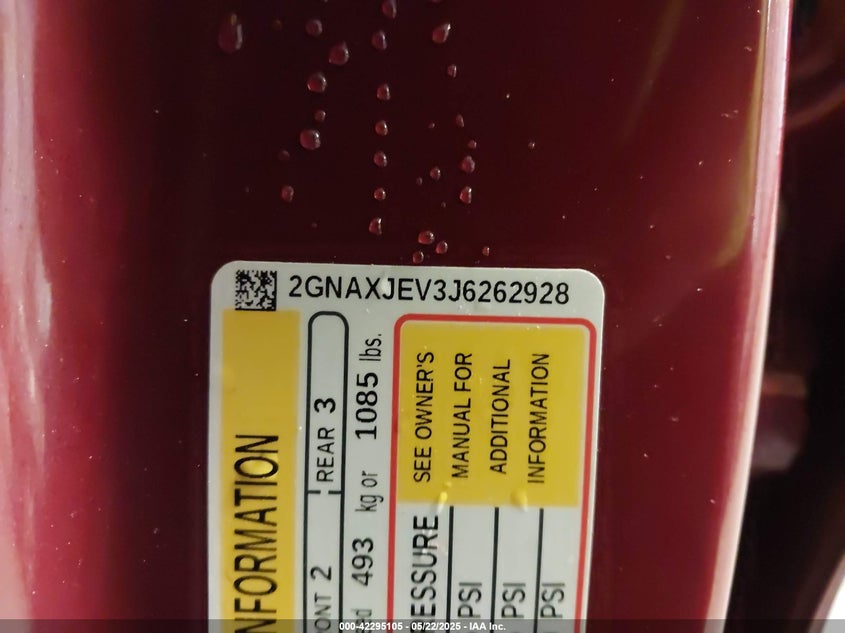 2GNAXJEV3J6262928
NFORMATION
ONT 2 REAR 3
d 493 kg or 1085 lbs.
ESSURE SEE OWNER'S
PSI MANUAL FOR
PSI ADDITIONAL
PSI INFORMATION
000-42295105 - 05/22/2025 - IAA Inc.